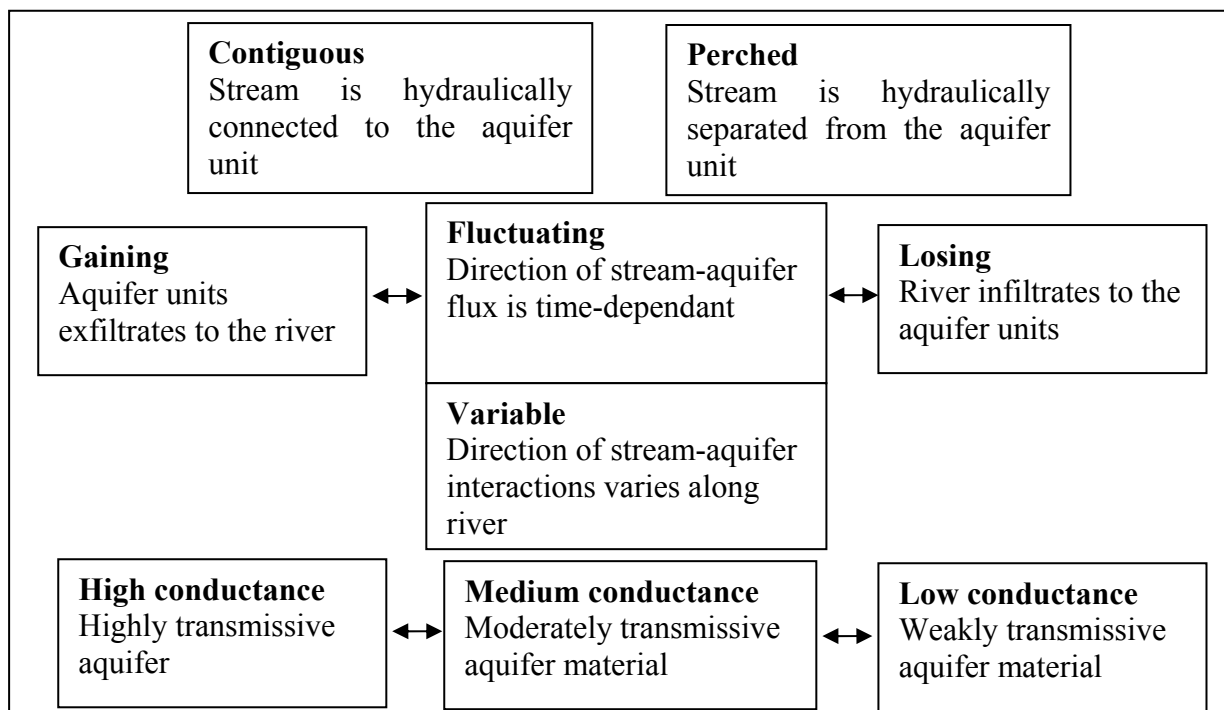 Contiguous
Stream is hydraulically
connected to the aquifer
unit
Perched
Stream is hydraulically
separated from the aquifer
unit
Gaining
Aquifer units
exfiltrates to the river
Fluctuating
Direction of stream-aquifer
flux is time-dependant
Losing
River infiltrates to the
aquifer units
Variable
Direction of stream-aquifer
interactions varies along
river
High conductance
Highly transmissive
aquifer
Medium conductance
Moderately transmissive
aquifer material
Low conductance
Weakly transmissive
aquifer material